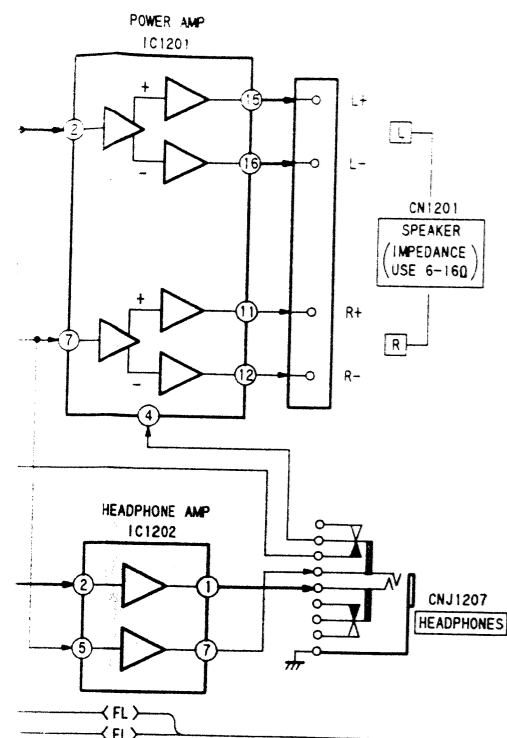 POWER AMP
IC1201
+
2
15
L+
L
-
16
L-
CN1201
SPEAKER
(IMPEDANCE
USE 6-16Ω)
+
7
11
R+
R
-
12
R-
4
HEADPHONE AMP
IC1202
2
1
5
7
CNJ1207
HEADPHONES
FL
FL